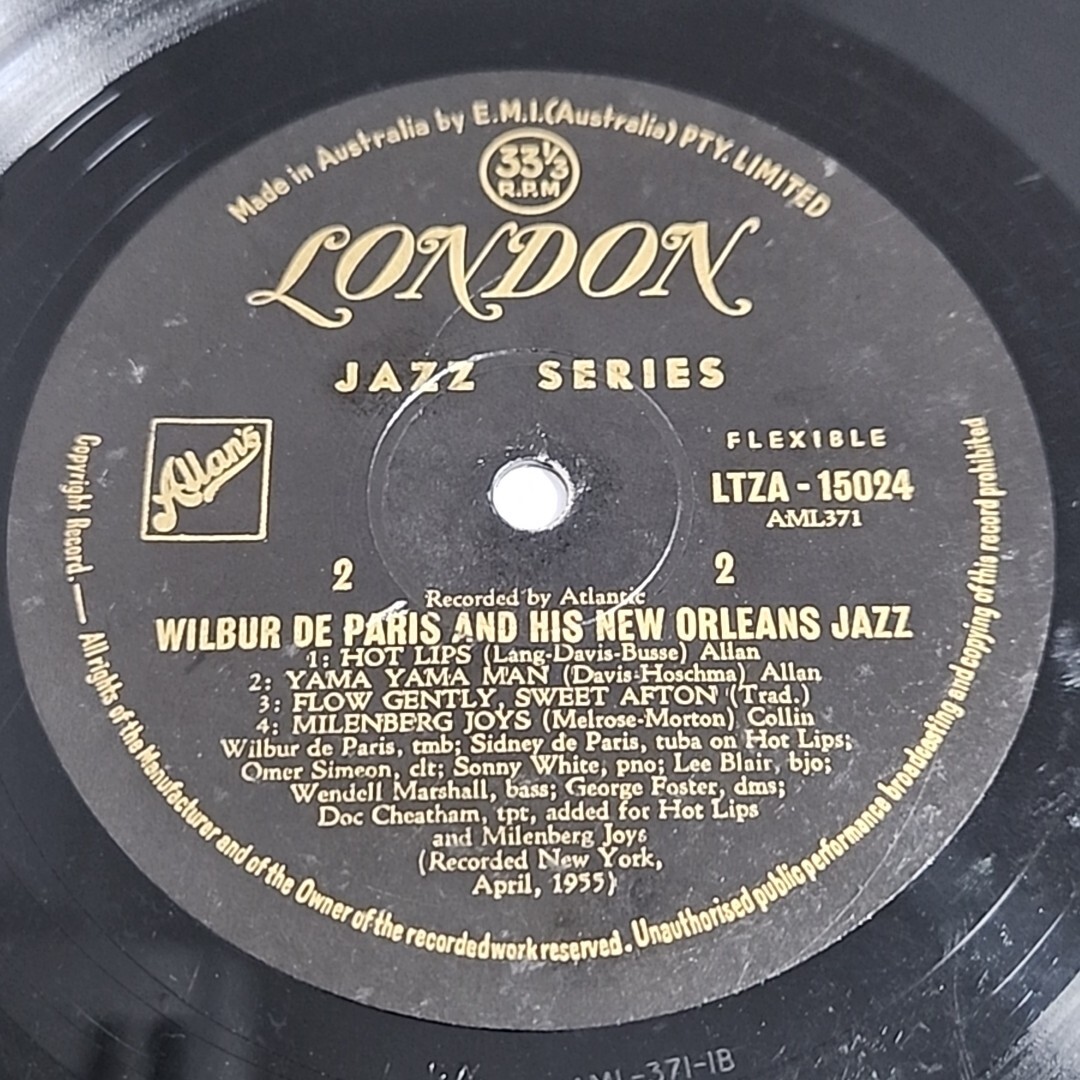 Made in Australia by E.M.I.(Australia) PTY. LIMITED
33⅓
R.P.M
LONDON
JAZZ SERIES
Allan's
FLEXIBLE
LTZA - 15024
AML371
2 2
Recorded by Atlantic
WILBUR DE PARIS AND HIS NEW ORLEANS JAZZ
1: HOT LIPS (Lang-Davis-Busse) Allan
2: YAMA YAMA MAN (Davis-Hoschma) Allan
3: FLOW GENTLY, SWEET AFTON (Trad.)
4: MILENBERG JOYS (Melrose-Morton) Collin
Wilbur de Paris, tmb; Sidney de Paris, tuba on Hot Lips;
Omer Simeon, clt; Sonny White, pno; Lee Blair, bjo;
Wendell Marshall, bass; George Foster, dms;
Doc Cheatham, tpt, added for Hot Lips
and Milenberg Joys
(Recorded New York,
April, 1955)
Copyright Record. — All rights of the Manufacturer and of the Owner of the recorded work reserved. Unauthorised public performance broadcasting and copying of this record prohibited
AML-371-1B